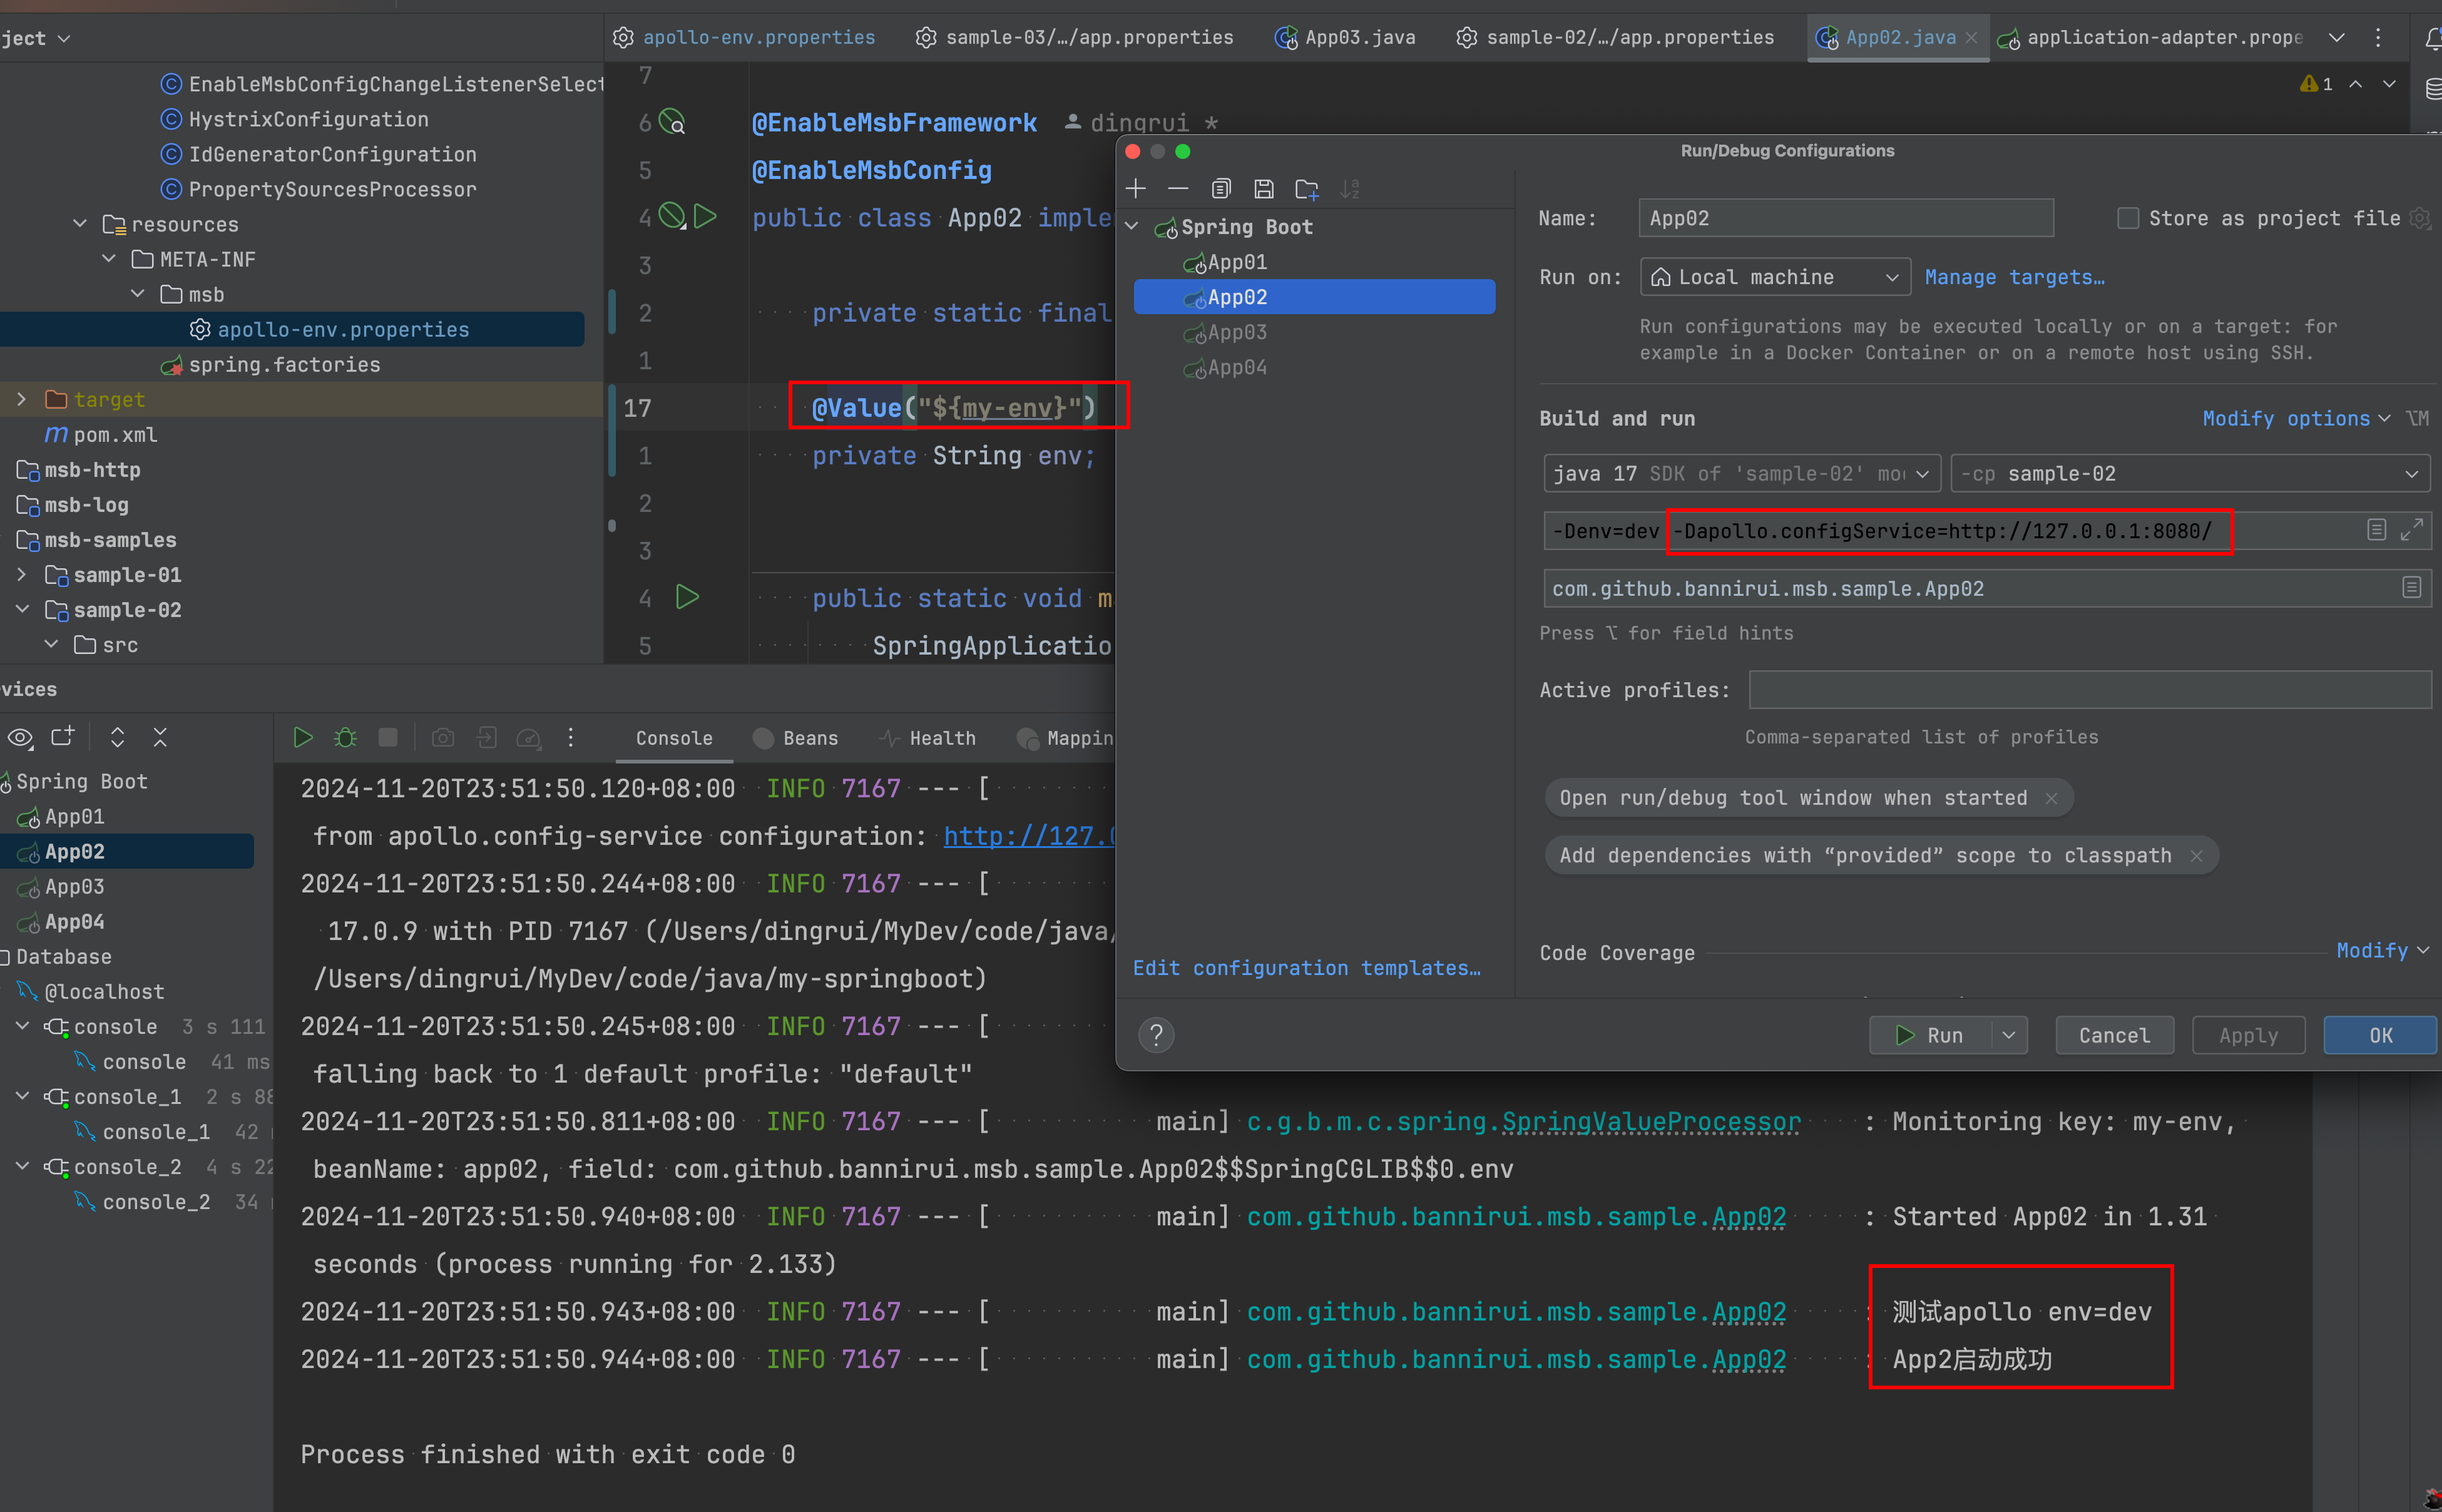 ject
apollo-env.properties
sample-03/…/app.properties
App03.java
sample-02/…/app.properties
App02.java
application-adapter.prope
EnableMsbConfigChangeListenerSelect
HystrixConfiguration
IdGeneratorConfiguration
PropertySourcesProcessor
resources
META-INF
msb
apollo-env.properties
spring.factories
target
pom.xml
msb-http
msb-log
msb-samples
sample-01
sample-02
src
7
6 @EnableMsbFramework dingrui *
5 @EnableMsbConfig
4 public class App02 imple
3
2 private static final
1
17 @Value("${my-env}")
1 private String env;
2
3
4 public static void m
5 SpringApplicatio
1
Run/Debug Configurations
Spring Boot
App01
App02
App03
App04
Edit configuration templates…
Name: App02 Store as project file
Run on: Local machine Manage targets…
Run configurations may be executed locally or on a target: for
example in a Docker Container or on a remote host using SSH.
Build and run Modify options ⌥M
java 17 SDK of 'sample-02' mo -cp sample-02
-Denv=dev -Dapollo.configService=http://127.0.0.1:8080/
com.github.bannirui.msb.sample.App02
Press ⌥ for field hints
Active profiles:
Comma-separated list of profiles
Open run/debug tool window when started ×
Add dependencies with “provided” scope to classpath ×
Code Coverage Modify
? Run Cancel Apply OK
vices
Spring Boot
App01
App02
App03
App04
Database
@localhost
console 3 s 111
console 41 ms
console_1 2 s 88
console_1 42
console_2 4 s 22
console_2 34
Console Beans Health Mappin
2024-11-20T23:51:50.120+08:00 INFO 7167 --- [
from apollo.config-service configuration: http://127.0
2024-11-20T23:51:50.244+08:00 INFO 7167 --- [
17.0.9 with PID 7167 (/Users/dingrui/MyDev/code/java/
/Users/dingrui/MyDev/code/java/my-springboot)
2024-11-20T23:51:50.245+08:00 INFO 7167 --- [
falling back to 1 default profile: "default"
2024-11-20T23:51:50.811+08:00 INFO 7167 --- [ main] c.g.b.m.c.spring.SpringValueProcessor : Monitoring key: my-env,
beanName: app02, field: com.github.bannirui.msb.sample.App02$$SpringCGLIB$$0.env
2024-11-20T23:51:50.940+08:00 INFO 7167 --- [ main] com.github.bannirui.msb.sample.App02 : Started App02 in 1.31
seconds (process running for 2.133)
2024-11-20T23:51:50.943+08:00 INFO 7167 --- [ main] com.github.bannirui.msb.sample.App02 : 测试apollo env=dev
2024-11-20T23:51:50.944+08:00 INFO 7167 --- [ main] com.github.bannirui.msb.sample.App02 : App2启动成功
Process finished with exit code 0